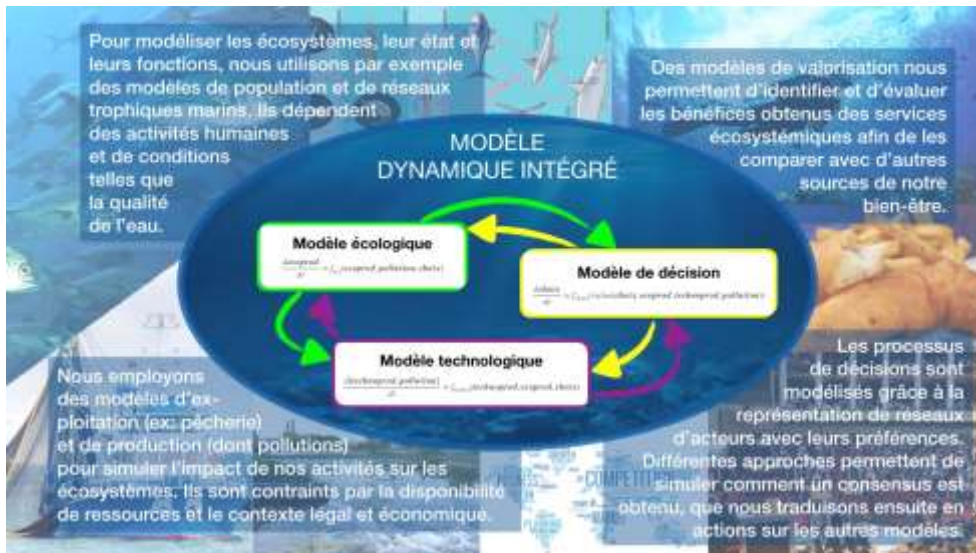 Pour modéliser les écosystèmes, leur état et
leurs fonctions, nous utilisons par exemple
des modèles de population et de réseaux
trophiques marins. Ils dépendent
des activités humaines
et de conditions
telles que
la qualité
de l'eau.
Des modèles de valorisation nous
permettent d'identifier et d'évaluer
les bénéfices obtenus des services
écosystémiques afin de les
comparer avec d'autres
sources de notre
bien-être.
MODÈLE
DYNAMIQUE INTÉGRÉ
Modèle écologique
Modèle de décision
Modèle technologique
Nous employons
des modèles d'ex-
ploitation (ex: pêcherie)
et de production (dont pollutions)
pour simuler l'impact de nos activités sur les
écosystèmes. Ils sont contraints par la disponibilité
de ressources et le contexte légal et économique.
Les processus
de décisions sont
modélisés grâce à la
représentation de réseaux
d'acteurs avec leurs préférences.
Différentes approches permettent de
simuler comment un consensus est
obtenu, que nous traduisons ensuite en
actions sur les autres modèles.